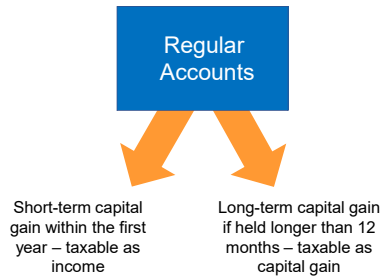 Regular
Accounts
Short-term capital
gain within the first
year – taxable as
income
Long-term capital gain
if held longer than 12
months – taxable as
capital gain